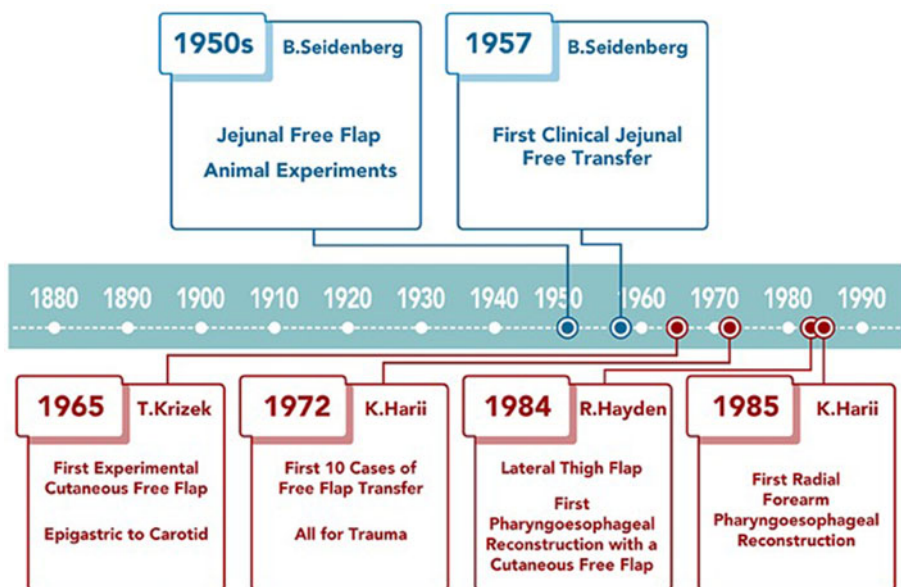 1950s B.Seidenberg
Jejunal Free Flap
Animal Experiments
1957 B.Seidenberg
First Clinical Jejunal
Free Transfer
1880 1890 1900 1910 1920 1930 1940 1950 1960 1970 1980 1990
1965 T.Krizek
First Experimental
Cutaneous Free Flap
Epigastric to Carotid
1972 K.Harii
First 10 Cases of
Free Flap Transfer
All for Trauma
1984 R.Hayden
Lateral Thigh Flap
First
Pharyngoesophageal
Reconstruction with a
Cutaneous Free Flap
1985 K.Harii
First Radial
Forearm
Pharyngoesophageal
Reconstruction